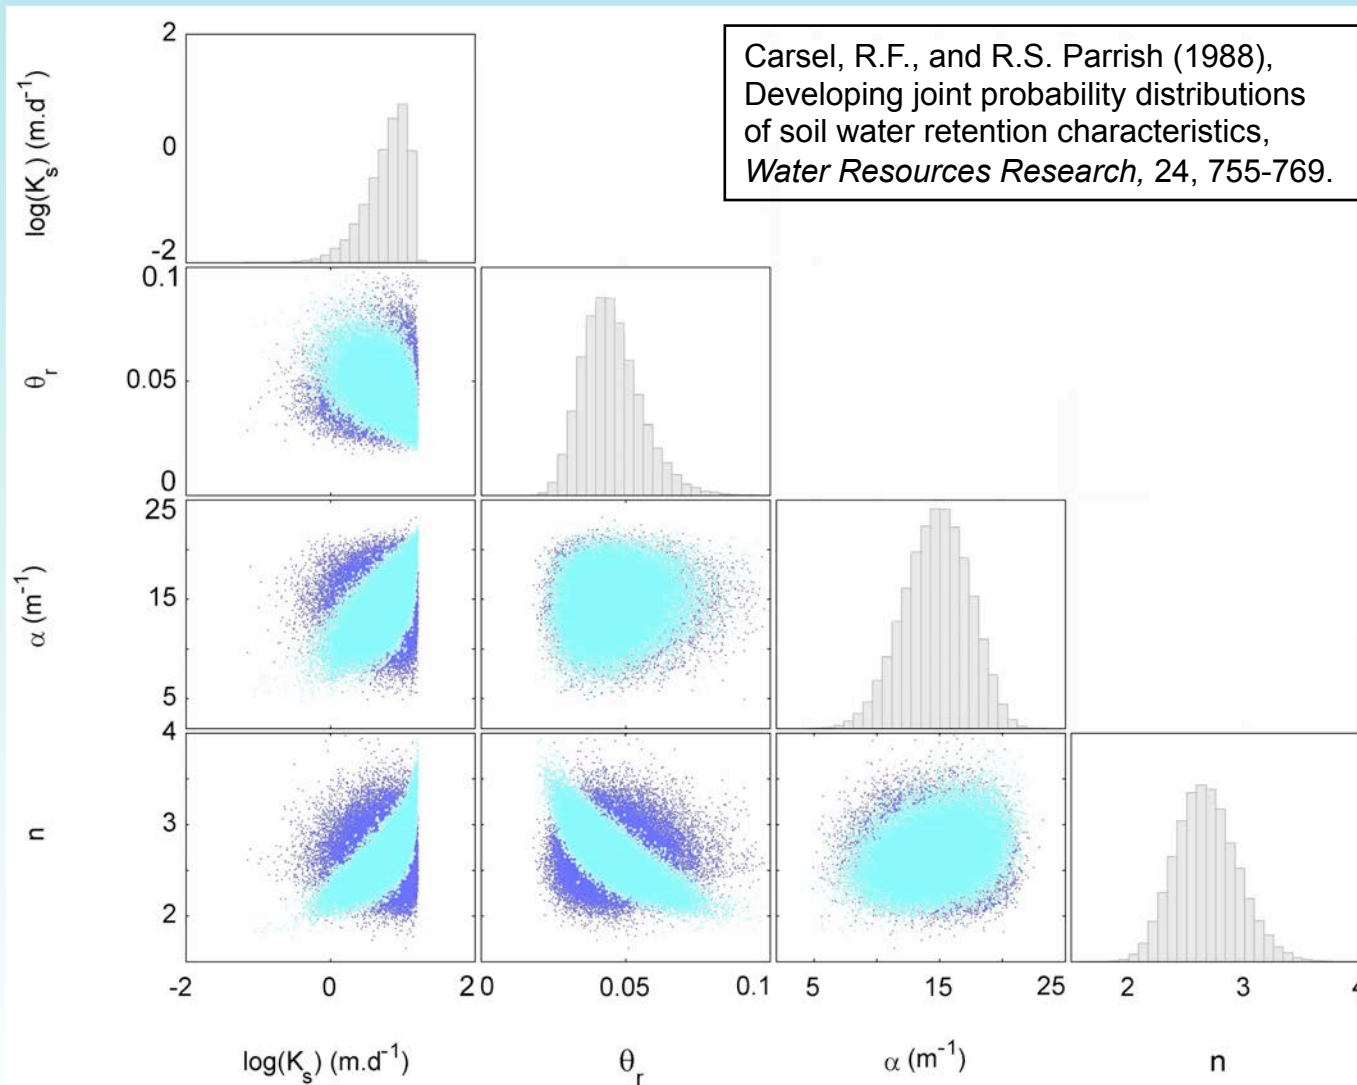 Carsel, R.F., and R.S. Parrish (1988),
Developing joint probability distributions
of soil water retention characteristics,
Water Resources Research, 24, 755-769.
2
0
-2
log(Kₛ) (m.d⁻¹)
0.1
0.05
0
θᵣ
25
15
5
α (m⁻¹)
4
3
2
n
-2 0 2 0 0.05 0.1 5 15 25 2 3 4
log(Kₛ) (m.d⁻¹) θᵣ α (m⁻¹) n